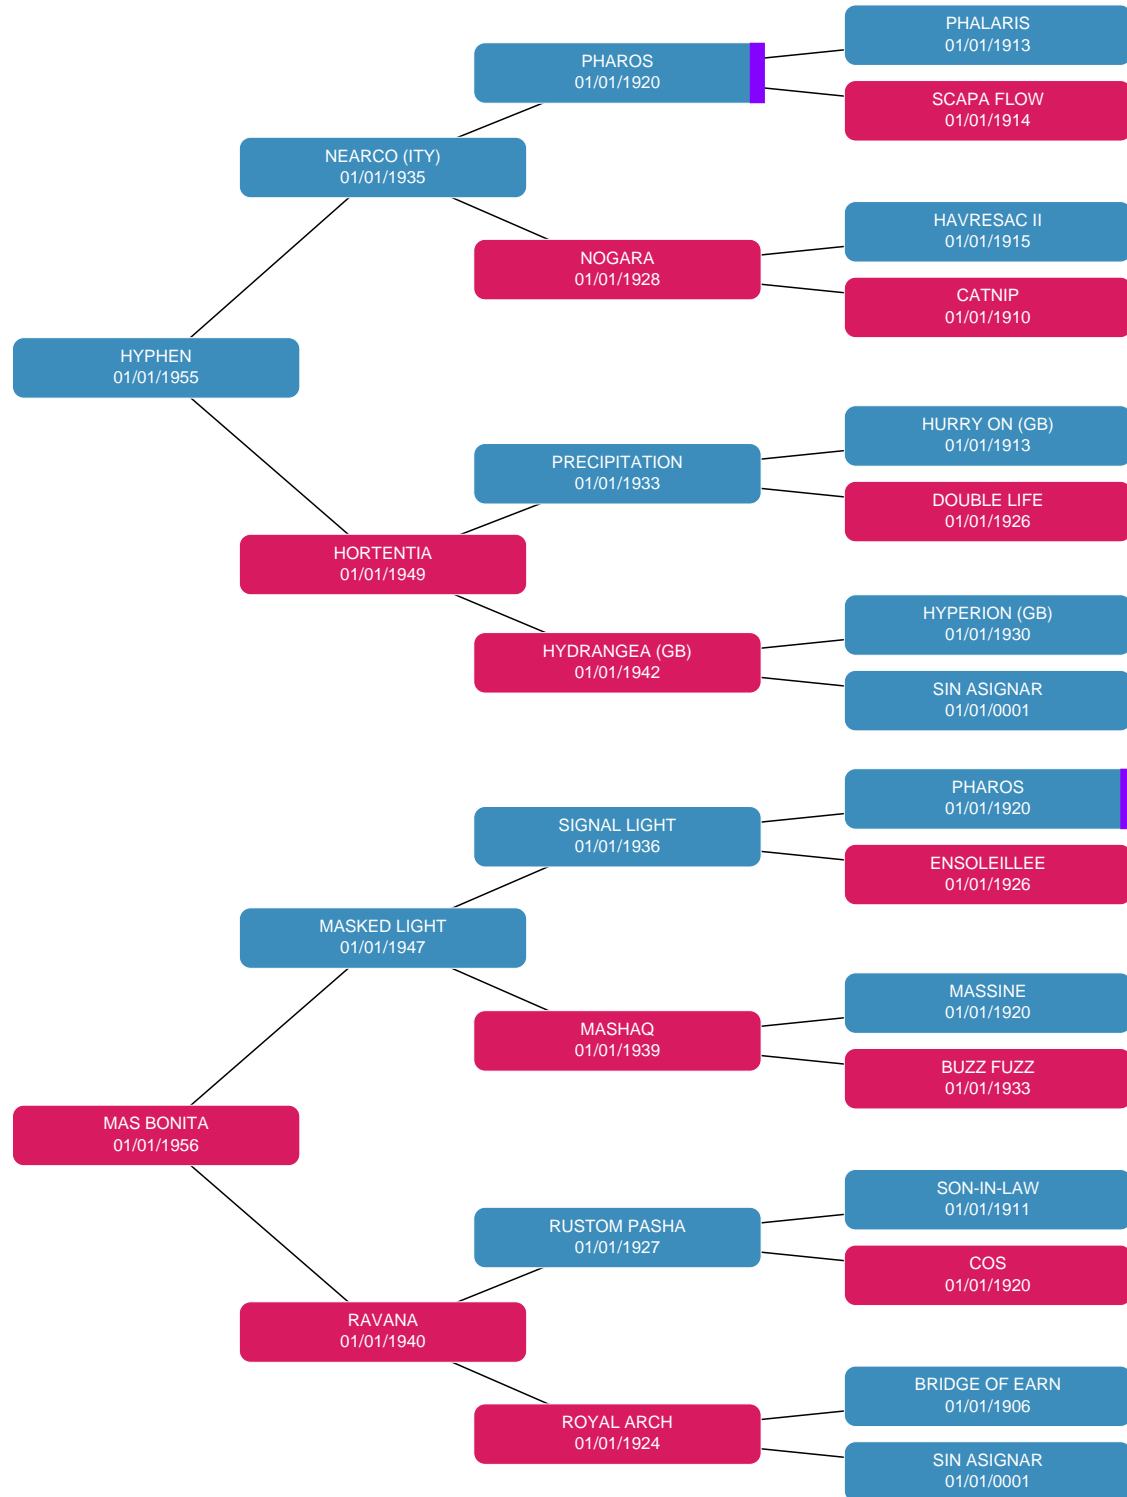 PHALARIS
01/01/1913
PHAROS
01/01/1920
SCAPA FLOW
01/01/1914
NEARCO (ITY)
01/01/1935
HAVRESAC II
01/01/1915
NOGARA
01/01/1928
CATNIP
01/01/1910
HYPHEN
01/01/1955
HURRY ON (GB)
01/01/1913
PRECIPITATION
01/01/1933
DOUBLE LIFE
01/01/1926
HORTENTIA
01/01/1949
HYPERION (GB)
01/01/1930
HYDRANGEA (GB)
01/01/1942
SIN ASIGNAR
01/01/0001
PHAROS
01/01/1920
SIGNAL LIGHT
01/01/1936
ENSOLEILLEE
01/01/1926
MASKED LIGHT
01/01/1947
MASSINE
01/01/1920
MASHAQ
01/01/1939
BUZZ FUZZ
01/01/1933
MAS BONITA
01/01/1956
SON-IN-LAW
01/01/1911
RUSTOM PASHA
01/01/1927
COS
01/01/1920
RAVANA
01/01/1940
BRIDGE OF EARN
01/01/1906
ROYAL ARCH
01/01/1924
SIN ASIGNAR
01/01/0001